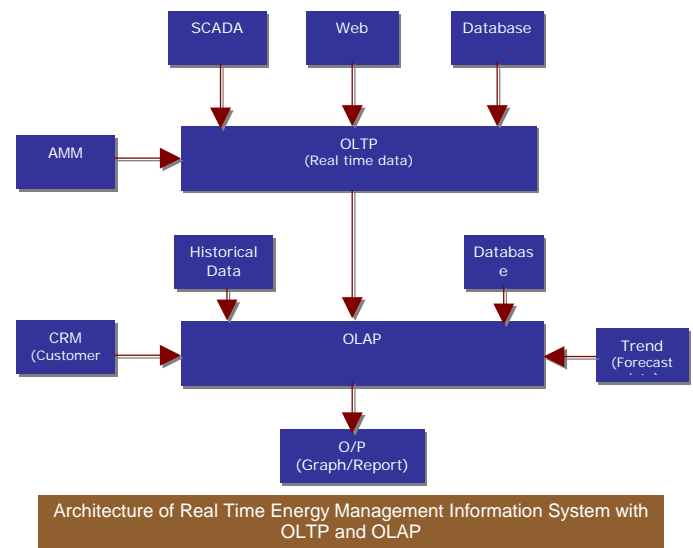 SCADA
Web
Database
AMM
OLTP
(Real time data)
Historical
Data
Databas
e
CRM
(Customer
OLAP
Trend
(Forecast
O/P
(Graph/Report)
Architecture of Real Time Energy Management Information System with
OLTP and OLAP